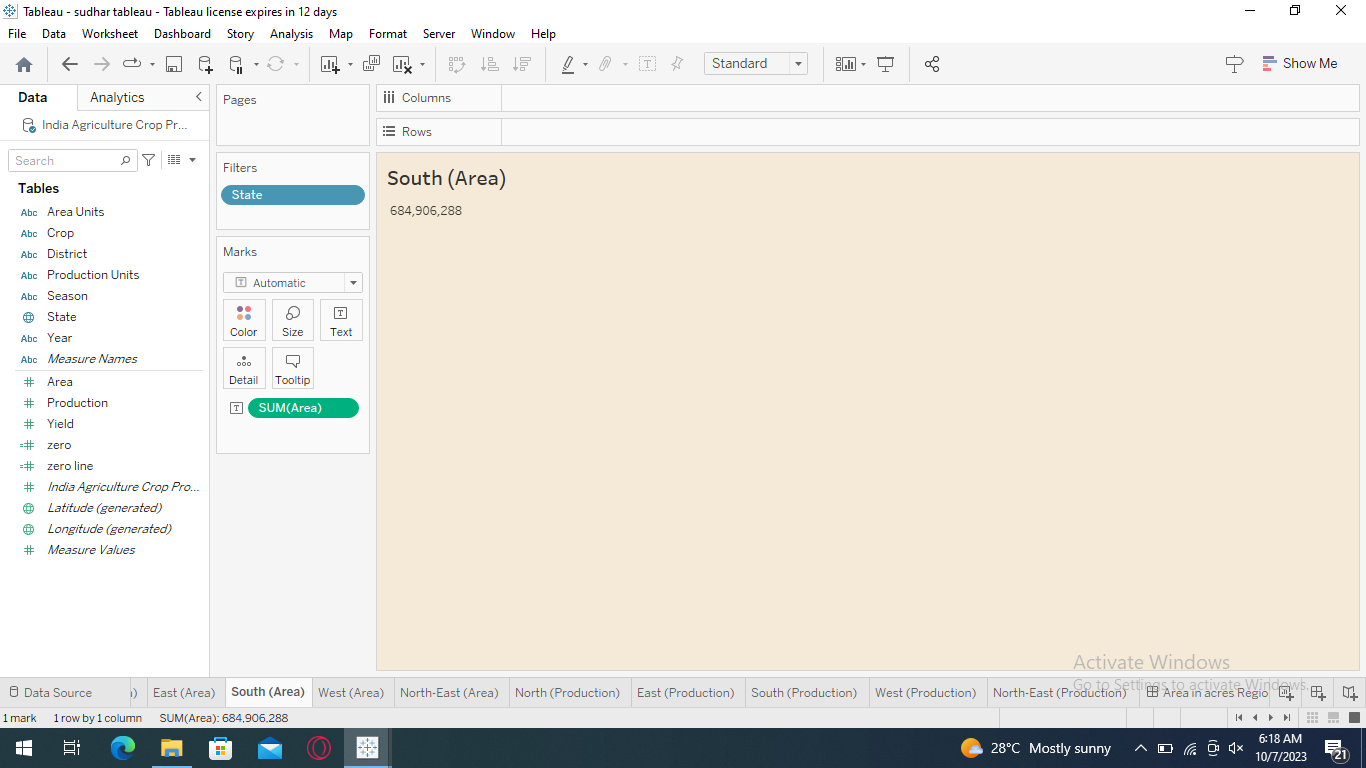 Tableau - sudhar tableau - Tableau license expires in 12 days
File Data Worksheet Dashboard Story Analysis Map Format Server Window Help
Standard
Show Me
Data Analytics
India Agriculture Crop Pr...
Search
Tables
Abc Area Units
Abc Crop
Abc District
Abc Production Units
Abc Season
State
Abc Year
Abc Measure Names
# Area
# Production
# Yield
=# zero
=# zero line
# India Agriculture Crop Pro...
Latitude (generated)
Longitude (generated)
# Measure Values
Pages
Filters
State
Marks
T Automatic
Color Size Text
Detail Tooltip
T SUM(Area)
Columns
Rows
South (Area)
684,906,288
Activate Windows
Go to Settings to activate Windows.
Data Source East (Area) South (Area) West (Area) North-East (Area) North (Production) East (Production) South (Production) West (Production) North-East (Production) Area in acres Regio
1 mark 1 row by 1 column SUM(Area): 684,906,288
28°C Mostly sunny
6:18 AM
10/7/2023
21